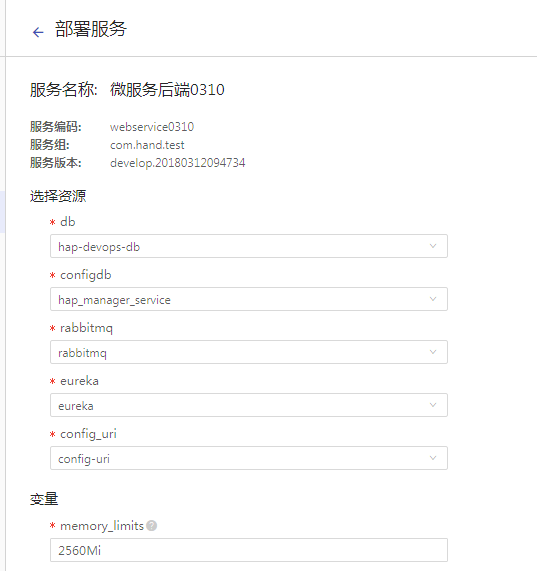 ← 部署服务
服务名称: 微服务后端0310
服务编码: webservice0310
服务组: com.hand.test
服务版本: develop.20180312094734
选择资源
* db
hap-devops-db
* configdb
hap_manager_service
* rabbitmq
rabbitmq
* eureka
eureka
* config_uri
config-uri
变量
* memory_limits ?
2560Mi